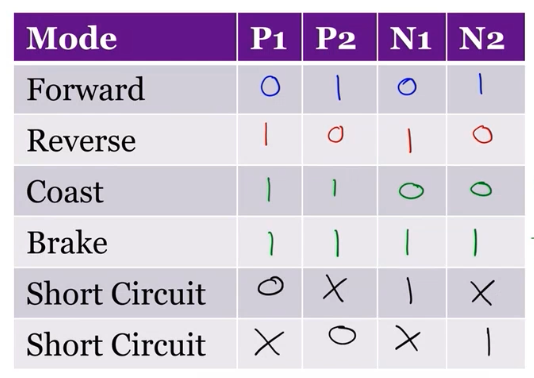 Mode P1 P2 N1 N2
Forward 0 1 0 1
Reverse 1 0 1 0
Coast 1 1 0 0
Brake 1 1 1 1
Short Circuit 0 X 1 X
Short Circuit X 0 X 1